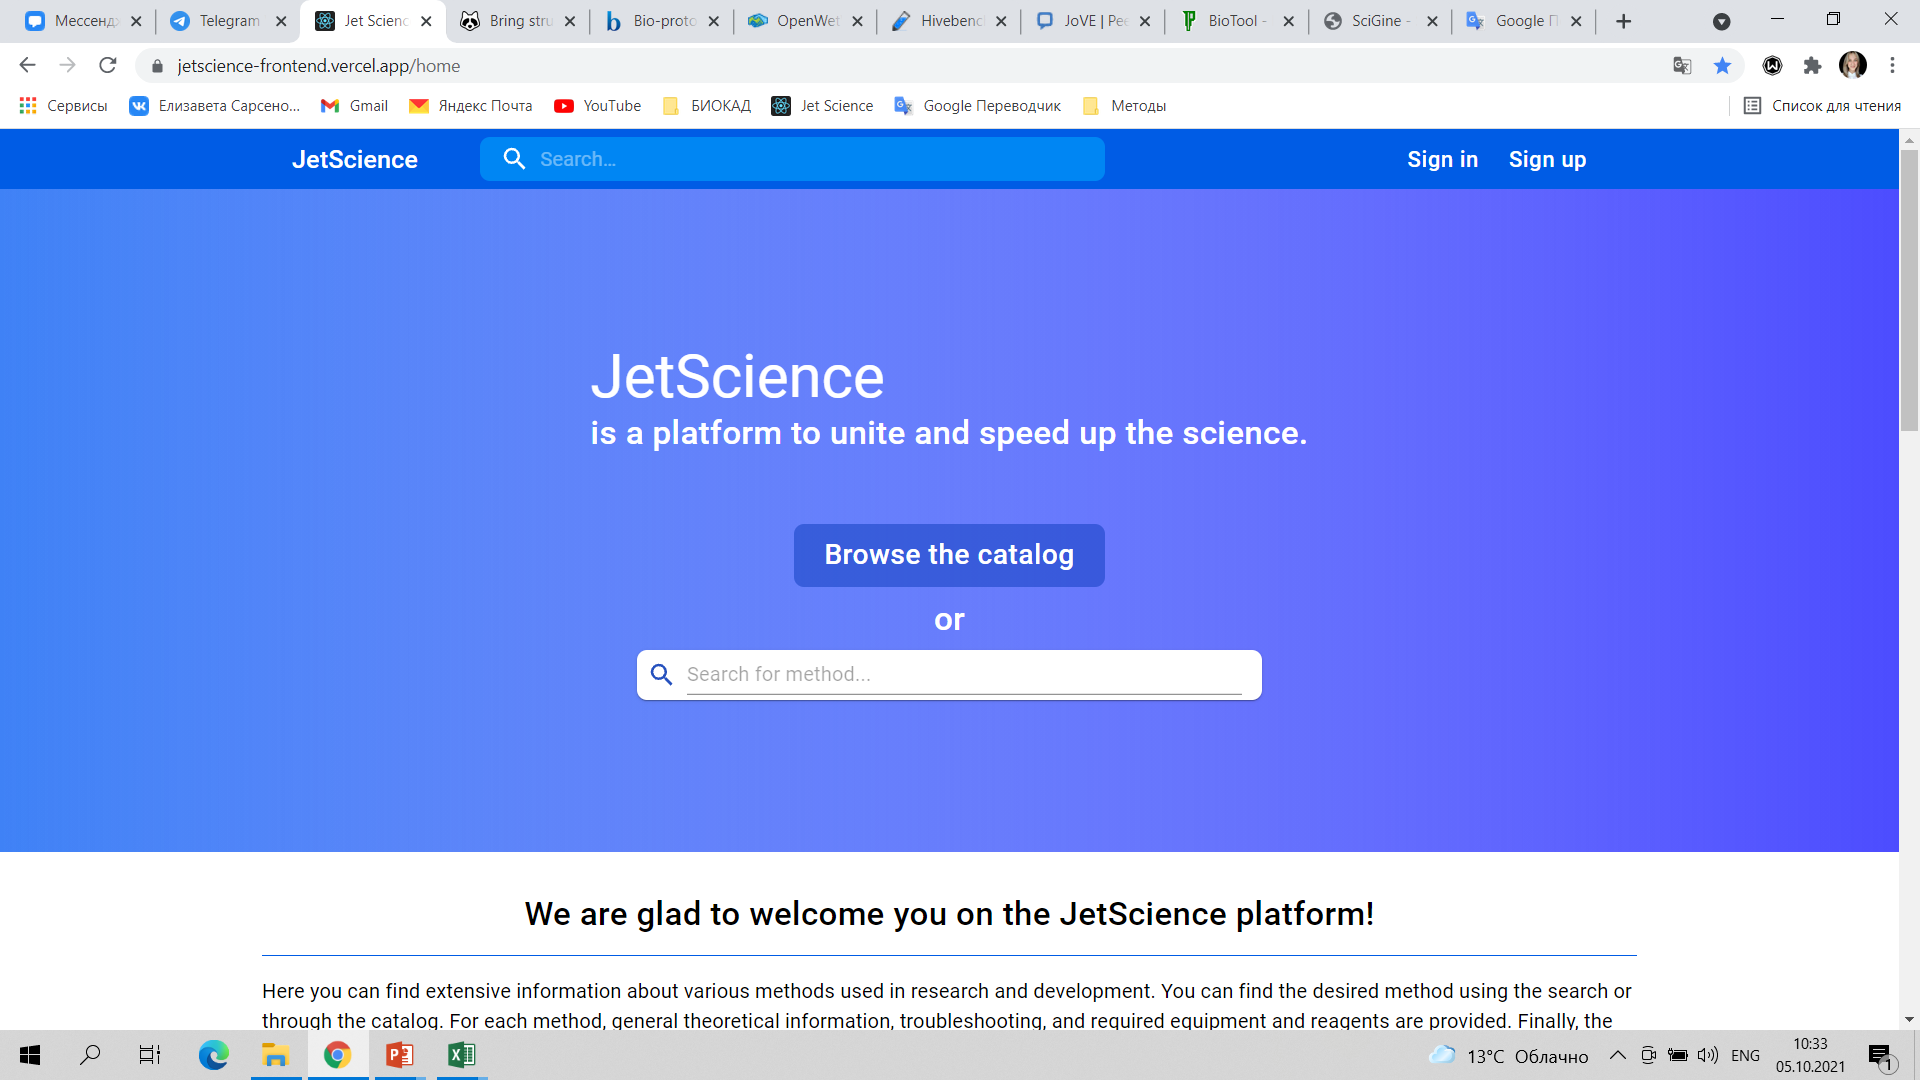 Мессендж
Telegram
Jet Scienc
Bring stru
Bio-proto
OpenWet
Hivebenc
JoVE | Pee
BioTool -
SciGine -
Google П
jetscience-frontend.vercel.app/home
Сервисы
Елизавета Сарсено...
Gmail
Яндекс Почта
YouTube
БИОКАД
Jet Science
Google Переводчик
Методы
Список для чтения
JetScience
Search...
Sign in
Sign up
JetScience
is a platform to unite and speed up the science.
Browse the catalog
or
Search for method...
We are glad to welcome you on the JetScience platform!
Here you can find extensive information about various methods used in research and development. You can find the desired method using the search or
through the catalog. For each method, general theoretical information, troubleshooting, and required equipment and reagents are provided. Finally, the
13°C Облачно
ENG
10:33
05.10.2021
1